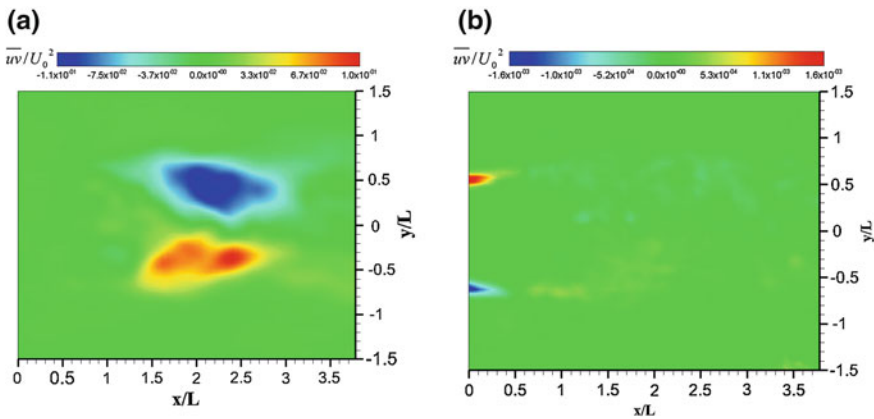 (a)
(b)
uv/U₀²
-1.1x10⁻⁰¹ -7.5x10⁻⁰² -3.7x10⁻⁰² 0.0x10⁺⁰⁰ 3.3x10⁻⁰² 6.7x10⁻⁰² 1.0x10⁻⁰¹
uv/U₀²
-1.6x10⁻⁰³ -1.0x10⁻⁰³ -5.2x10⁻⁰⁴ 0.0x10⁺⁰⁰ 5.3x10⁻⁰⁴ 1.1x10⁻⁰³ 1.6x10⁻⁰³
1.5
1
0.5
0
-0.5
-1
-1.5
y/L
0 0.5 1 1.5 2 2.5 3 3.5
x/L
1.5
1
0.5
0
-0.5
-1
-1.5
y/L
0 0.5 1 1.5 2 2.5 3 3.5
x/L